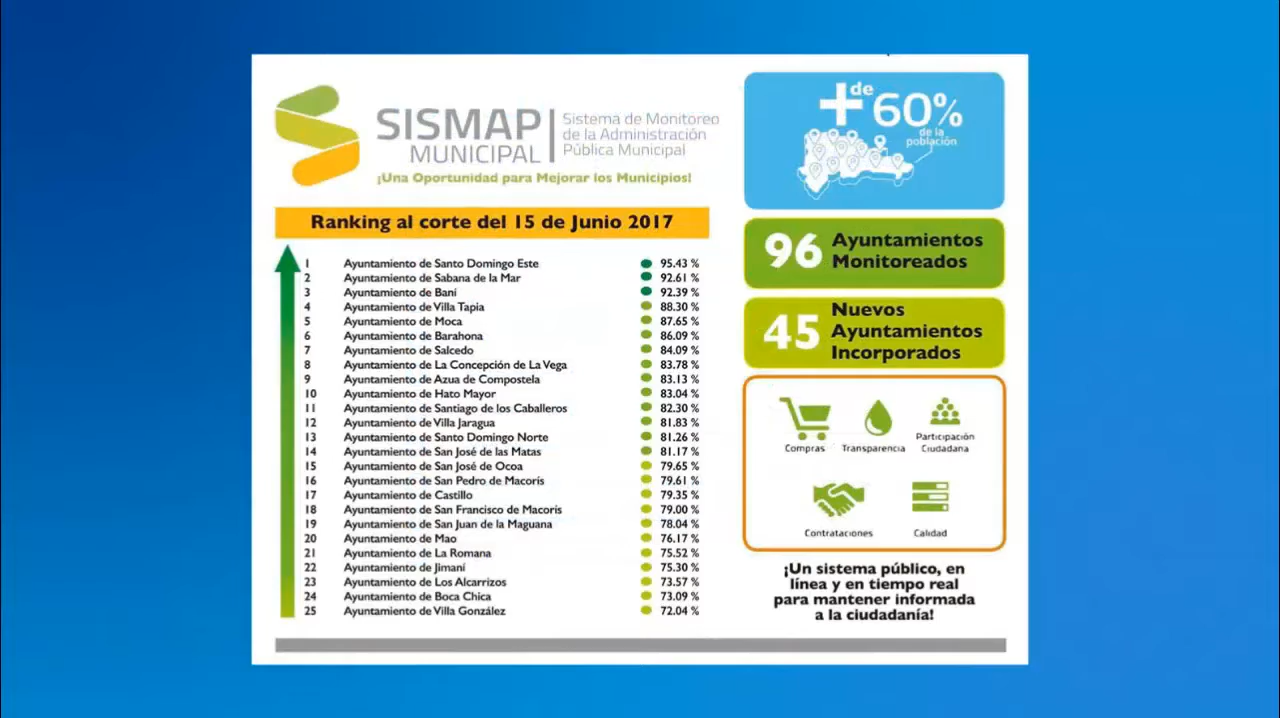 SISMAP
MUNICIPAL
Sistema de Monitoreo
de la Administración
Pública Municipal
¡Una Oportunidad para Mejorar los Municipios!
Ranking al corte del 15 de Junio 2017
1 Ayuntamiento de Santo Domingo Este 95.43 %
2 Ayuntamiento de Sabana de la Mar 92.61 %
3 Ayuntamiento de Baní 92.39 %
4 Ayuntamiento de Villa Tapia 88.30 %
5 Ayuntamiento de Moca 87.65 %
6 Ayuntamiento de Barahona 86.09 %
7 Ayuntamiento de Salcedo 84.09 %
8 Ayuntamiento de La Concepción de La Vega 83.78 %
9 Ayuntamiento de Azua de Compostela 83.13 %
10 Ayuntamiento de Hato Mayor 83.04 %
11 Ayuntamiento de Santiago de los Caballeros 82.30 %
12 Ayuntamiento de Villa Jaragua 81.83 %
13 Ayuntamiento de Santo Domingo Norte 81.26 %
14 Ayuntamiento de San José de las Matas 81.17 %
15 Ayuntamiento de San José de Ocoa 79.65 %
16 Ayuntamiento de San Pedro de Macorís 79.61 %
17 Ayuntamiento de Castillo 79.35 %
18 Ayuntamiento de San Francisco de Macorís 79.00 %
19 Ayuntamiento de San Juan de la Maguana 78.04 %
20 Ayuntamiento de Mao 76.17 %
21 Ayuntamiento de La Romana 75.52 %
22 Ayuntamiento de Jimaní 75.30 %
23 Ayuntamiento de Los Alcarrizos 73.57 %
24 Ayuntamiento de Boca Chica 73.09 %
25 Ayuntamiento de Villa González 72.04 %
+ de 60%
de la
población
96 Ayuntamientos
Monitoreados
45 Nuevos
Ayuntamientos
Incorporados
Compras
Transparencia
Participación
Ciudadana
Contrataciones
Calidad
¡Un sistema público, en
línea y en tiempo real
para mantener informada
a la ciudadanía!